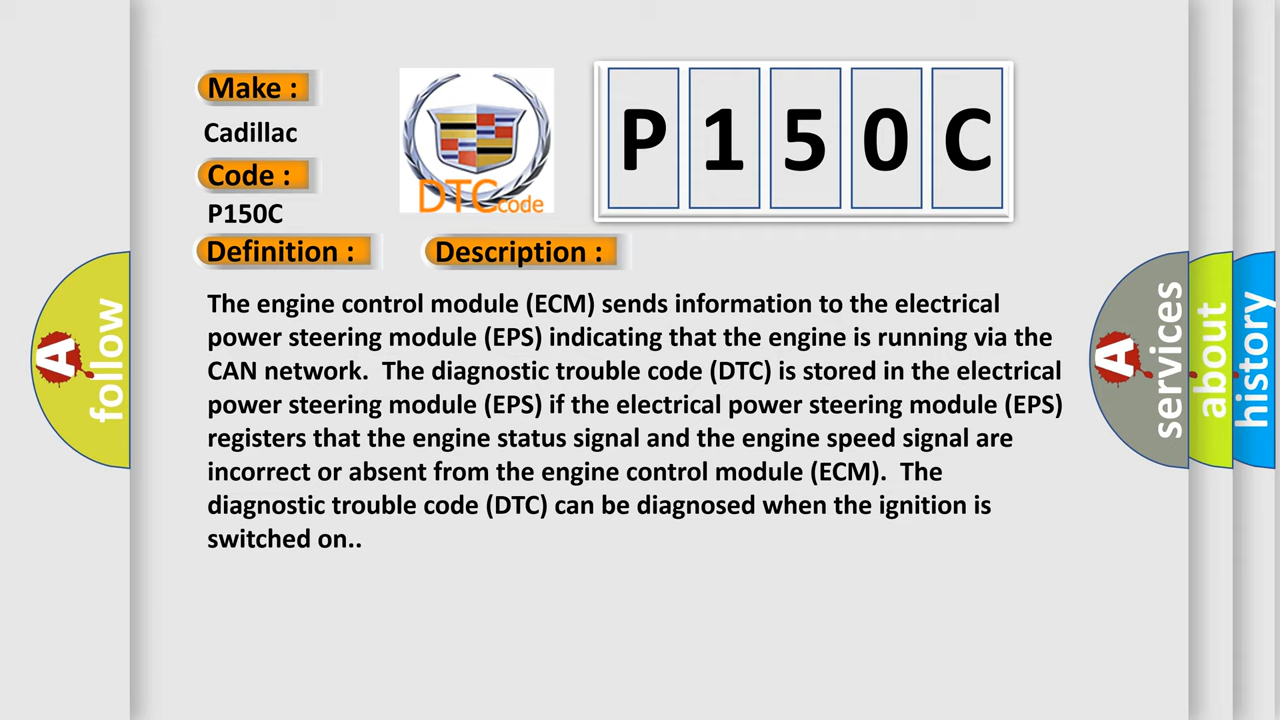 Make :
Cadillac
Code :
P150C
Definition :
Description :
DTC code
P 1 5 0 C
The engine control module (ECM) sends information to the electrical
power steering module (EPS) indicating that the engine is running via the
CAN network. The diagnostic trouble code (DTC) is stored in the electrical
power steering module (EPS) if the electrical power steering module (EPS)
registers that the engine status signal and the engine speed signal are
incorrect or absent from the engine control module (ECM). The
diagnostic trouble code (DTC) can be diagnosed when the ignition is
switched on..
A follow
A services
about
history